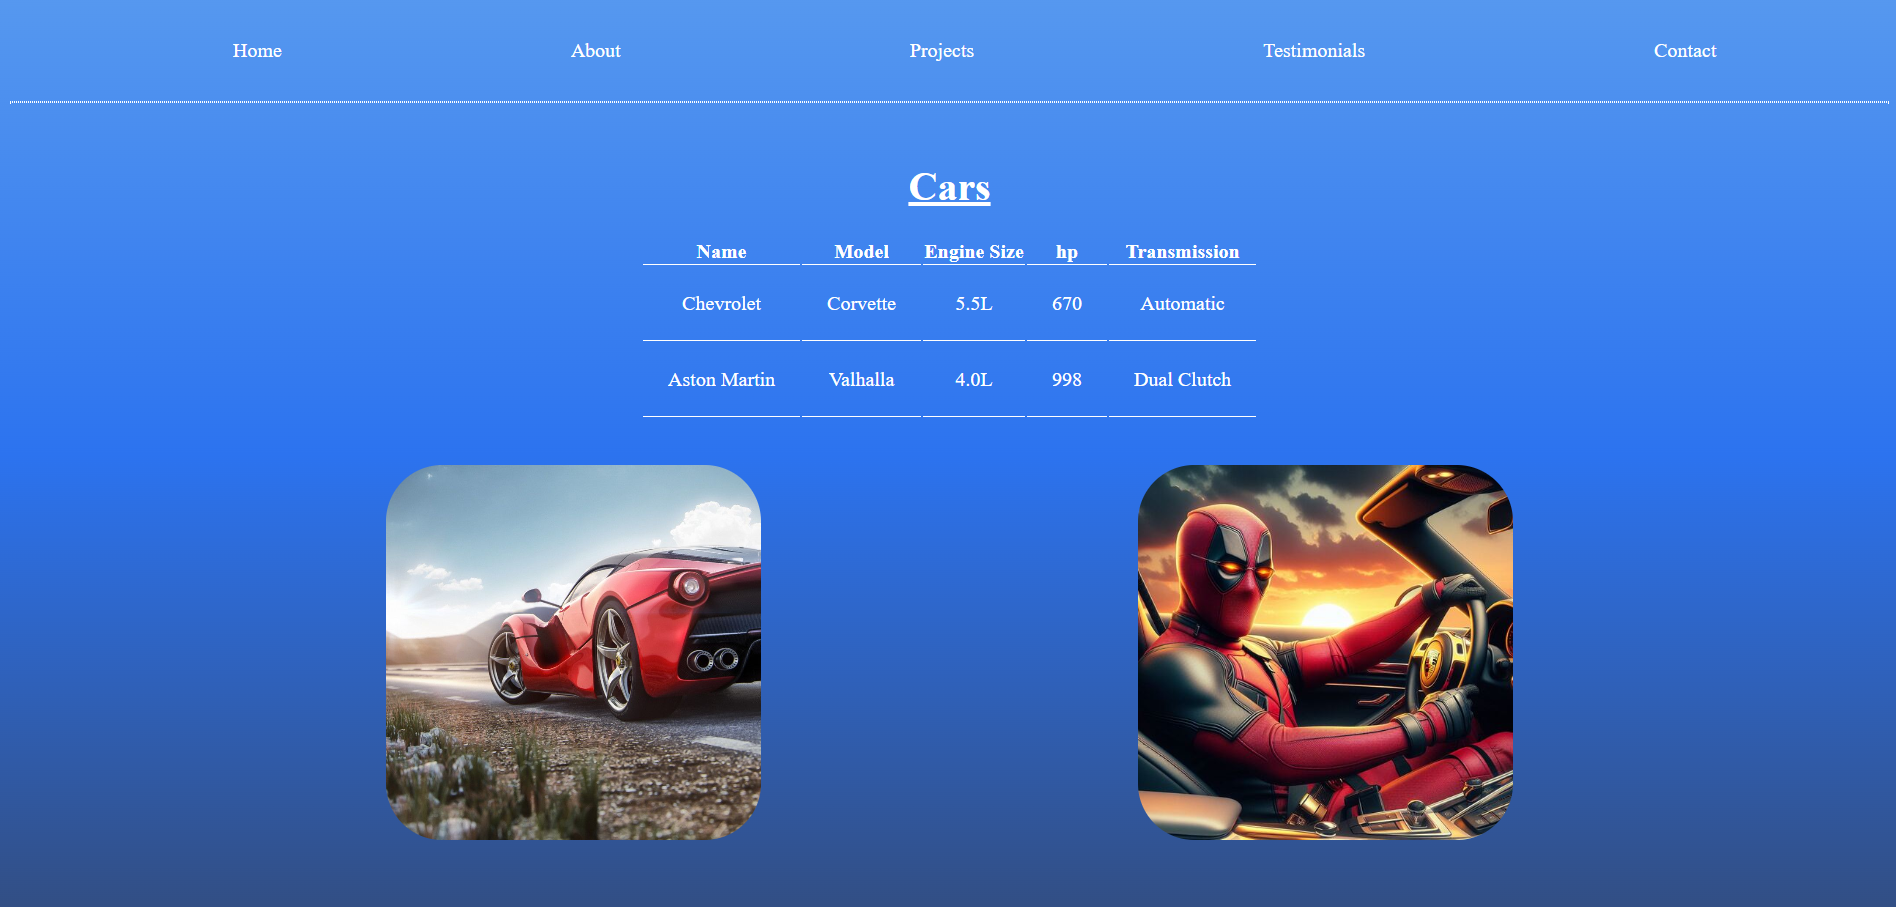 Home About Projects Testimonials Contact
Cars
Name Model Engine Size hp Transmission
Chevrolet Corvette 5.5L 670 Automatic
Aston Martin Valhalla 4.0L 998 Dual Clutch